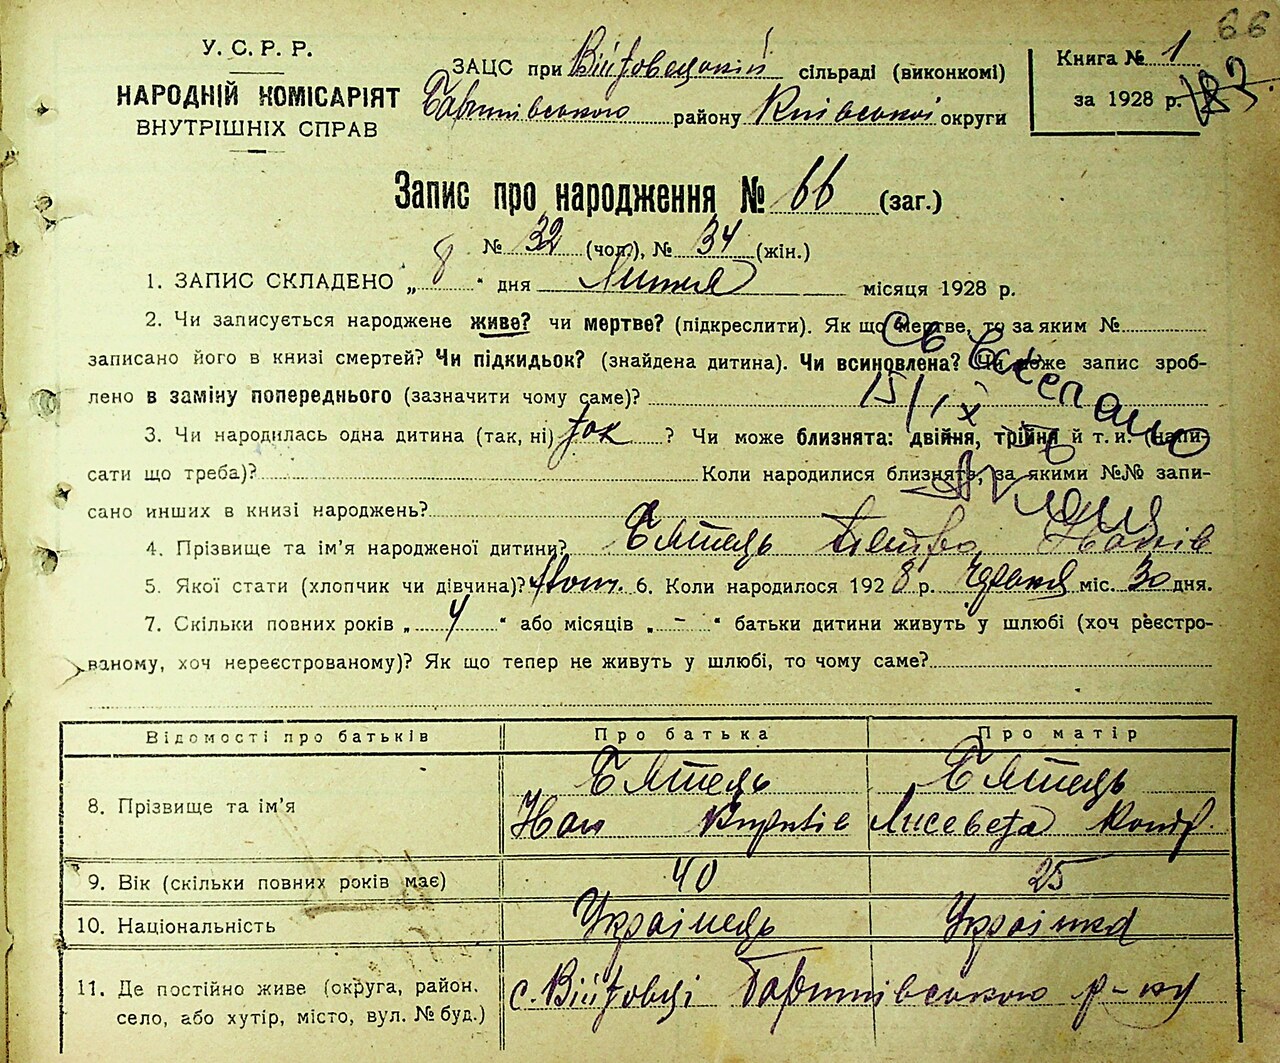 66
У. С. Р. Р.
НАРОДНІЙ КОМІСАРІЯТ
ВНУТРІШНІХ СПРАВ
ЗАЦС при Війтовецькій сільраді (виконкомі)
Баришівського району Київської округи
Книга № 1
за 1928 р.
Запис про народження № 66 (заг.)
№ 32 (чол.), № 34 (жін.)
1. ЗАПИС СКЛАДЕНО „ 8 “ дня Липня місяця 1928 р.
2. Чи записується народжене живе? чи мертве? (підкреслити). Як що мертве, то за яким №
записано його в книзі смертей? Чи підкидьок? (знайдена дитина). Чи всиновлена? Чи може запис зроб-
лено в заміну попереднього (зазначити чому саме)?
15/IX
3. Чи народилась одна дитина (так, ні) так ? Чи може близнята: двійня, трійня й т. и. (напи-
сати що треба)? Коли народилися близнята, за якими №№ запи-
сано инших в книзі народжень?
4. Прізвище та ім’я народженої дитини? Петро
5. Якої стати (хлопчик чи дівчина)? 6. Коли народилося 1928 р. Червня міс. 30 дня.
7. Скільки повних років „ 4 “ або місяців „ - “ батьки дитини живуть у шлюбі (хоч реєстро-
ваному, хоч нереєстрованому)? Як що тепер не живуть у шлюбі, то чому саме?
Відомості про батьків Про батька Про матір
8. Прізвище та ім’я Лисевета
9. Вік (скільки повних років має) 40 25
10. Національність Українець Українка
11. Де постійно живе (округа, район.
село, або хутір, місто, вул. № буд.) с. Війтовці Баришівського р-ну